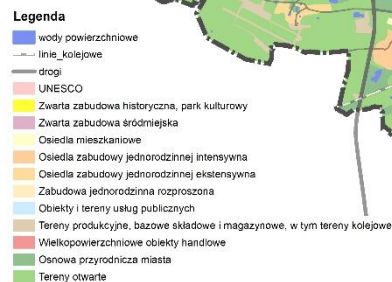 Legenda
wody powierzchniowe
linie_kolejowe
drogi
UNESCO
Zwarta zabudowa historyczna, park kulturowy
Zwarta zabudowa śródmiejska
Osiedla mieszkaniowe
Osiedla zabudowy jednorodzinnej intensywna
Osiedla zabudowy jednorodzinnej ekstensywna
Zabudowa jednorodzinna rozproszona
Obiekty i tereny usług publicznych
Tereny produkcyjne, bazowe składowe i magazynowe, w tym tereny kolejowe
Wielkopowierzchniowe obiekty handlowe
Osnowa przyrodnicza miasta
Tereny otwarte